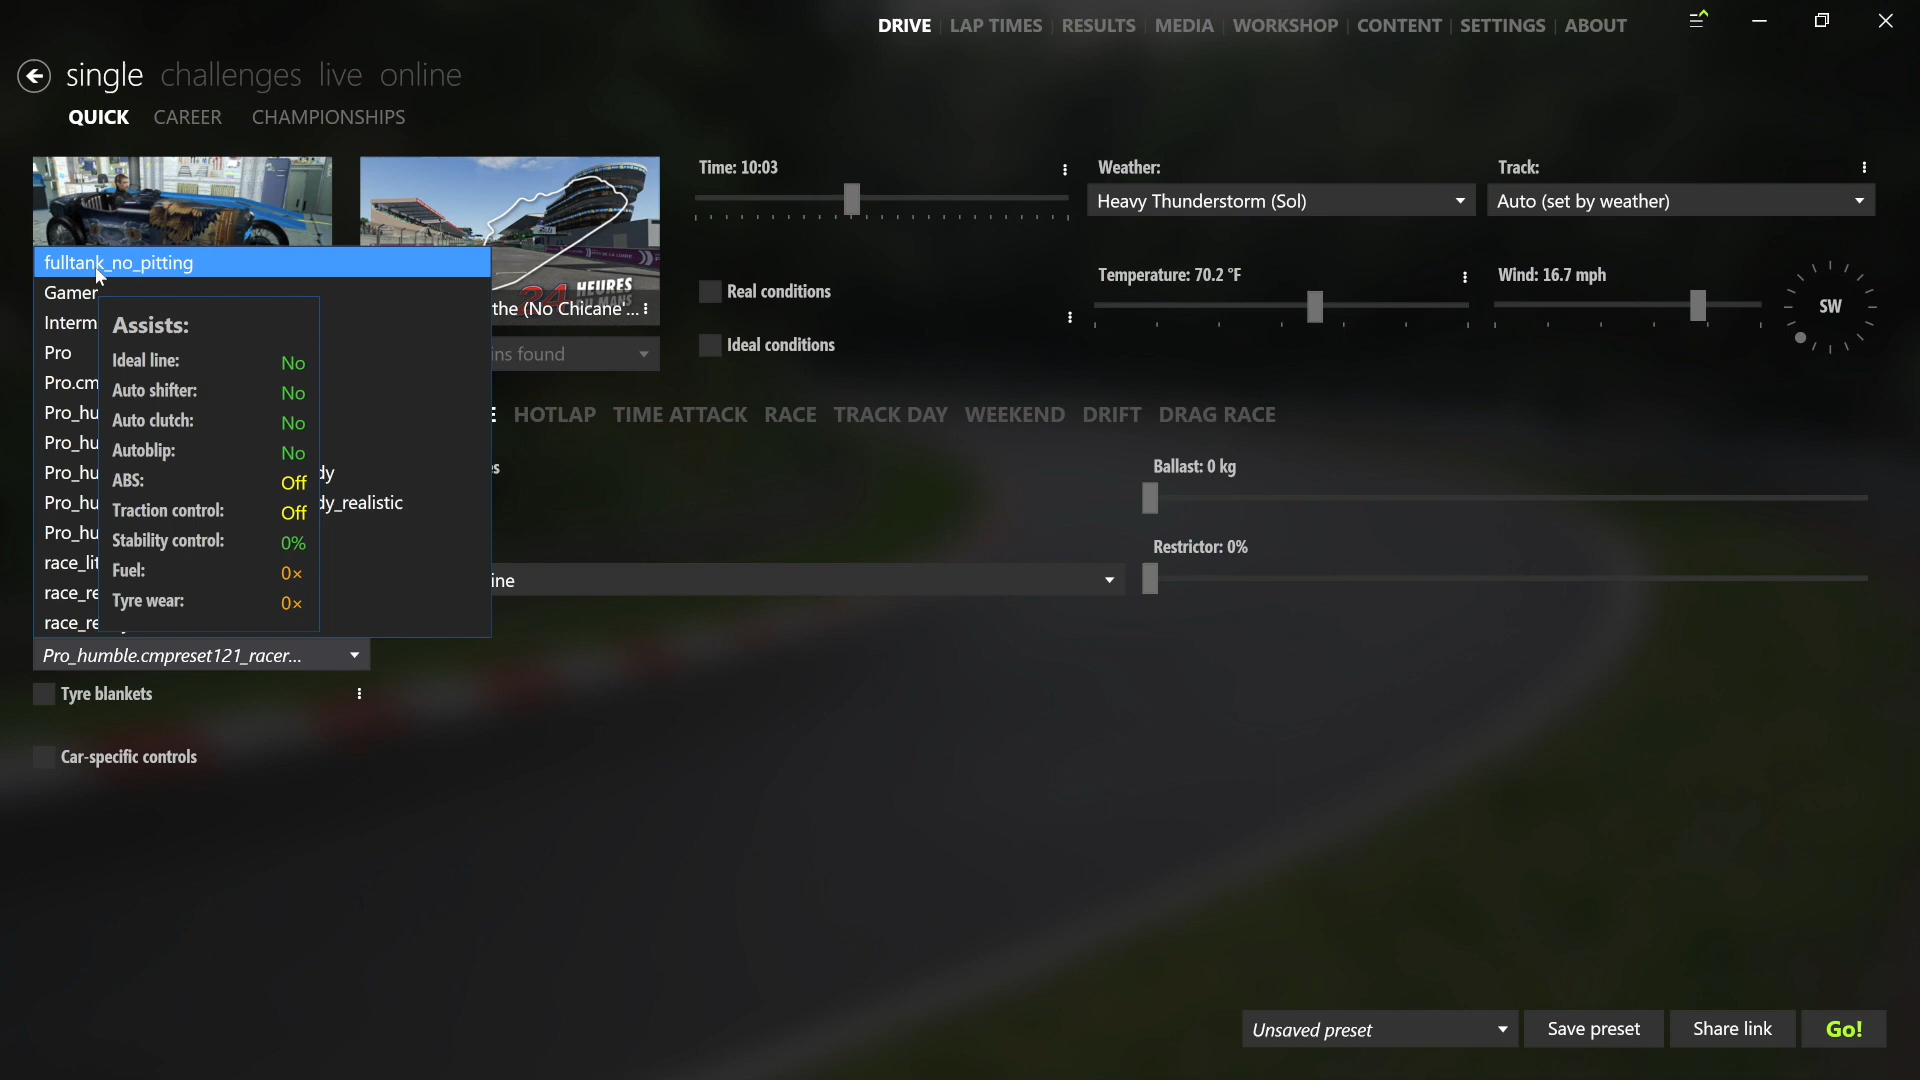 DRIVE LAP TIMES RESULTS MEDIA WORKSHOP CONTENT SETTINGS ABOUT
single challenges live online
QUICK CAREER CHAMPIONSHIPS
Time: 10:03
Weather:
Track:
Heavy Thunderstorm (Sol)
Auto (set by weather)
fulltank_no_pitting
Gamer
Interm
Pro
Pro.cm
Pro_hu
Pro_hu
Pro_hu
dy
Pro_hu
dy_realistic
Pro_hu
race_lit
race_re
race_re
Assists:
Ideal line: No
Auto shifter: No
Auto clutch: No
Autoblip: No
ABS: Off
Traction control: Off
Stability control: 0%
Fuel: 0×
Tyre wear: 0×
24 HEURES
DU MANS
the (No Chicane'...
ins found
Real conditions
Ideal conditions
Temperature: 70.2 °F
Wind: 16.7 mph
SW
E HOTLAP TIME ATTACK RACE TRACK DAY WEEKEND DRIFT DRAG RACE
es
Ballast: 0 kg
Restrictor: 0%
ine
Pro_humble.cmpreset121_racer...
Tyre blankets
Car-specific controls
Unsaved preset
Save preset
Share link
Go!